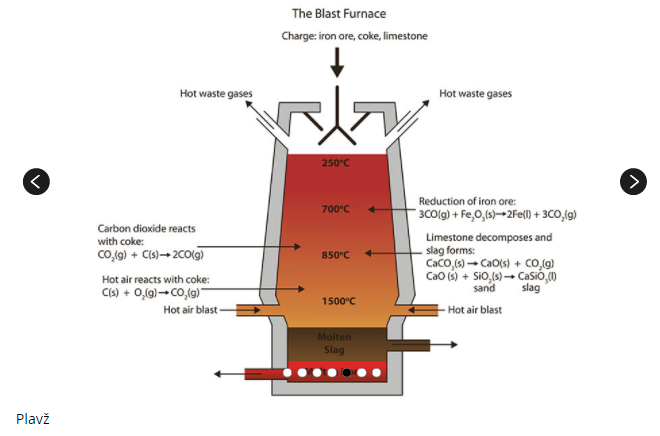 The Blast Furnace
Charge: iron ore, coke, limestone
Hot waste gases
Hot waste gases
250°C
700°C
Reduction of iron ore:
3CO(g) + Fe₂O₃(s)→2Fe(l) + 3CO₂(g)
Carbon dioxide reacts
with coke:
CO₂(g) + C(s)→2CO(g)
850°C
Limestone decomposes and
slag forms:
CaCO₃(s)→CaO(s) + CO₂(g)
CaO (s) + SiO₂(s)→CaSiO₃(l)
sand slag
Hot air reacts with coke:
C(s) + O₂(g)→CO₂(g)
1500°C
Hot air blast
Hot air blast
Molten
Slag
Plavž